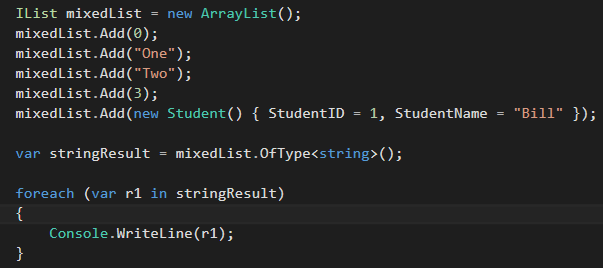 IList mixedList = new ArrayList();
mixedList.Add(0);
mixedList.Add("One");
mixedList.Add("Two");
mixedList.Add(3);
mixedList.Add(new Student() { StudentID = 1, StudentName = "Bill" });
var stringResult = mixedList.OfType<string>();
foreach (var r1 in stringResult)
{
    Console.WriteLine(r1);
}